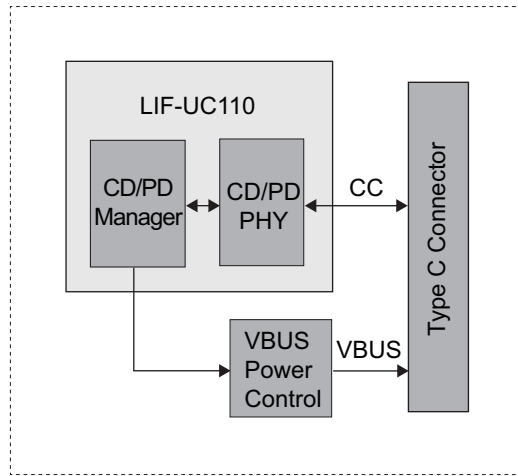 LIF-UC110
CD/PD
Manager
CD/PD
PHY
CC
Type C Connector
VBUS
Power
Control
VBUS